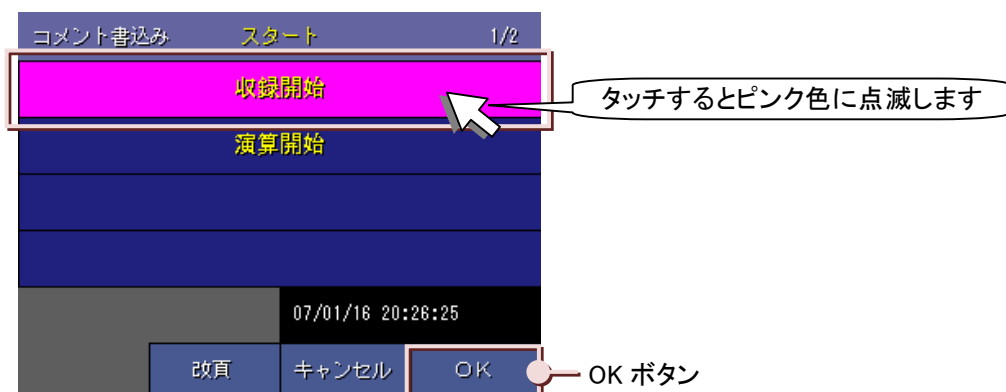 コメント書込み スタート 1/2
収録開始
タッチするとピンク色に点滅します
演算開始
07/01/16 20:26:25
改頁 キャンセル OK
OK ボタン